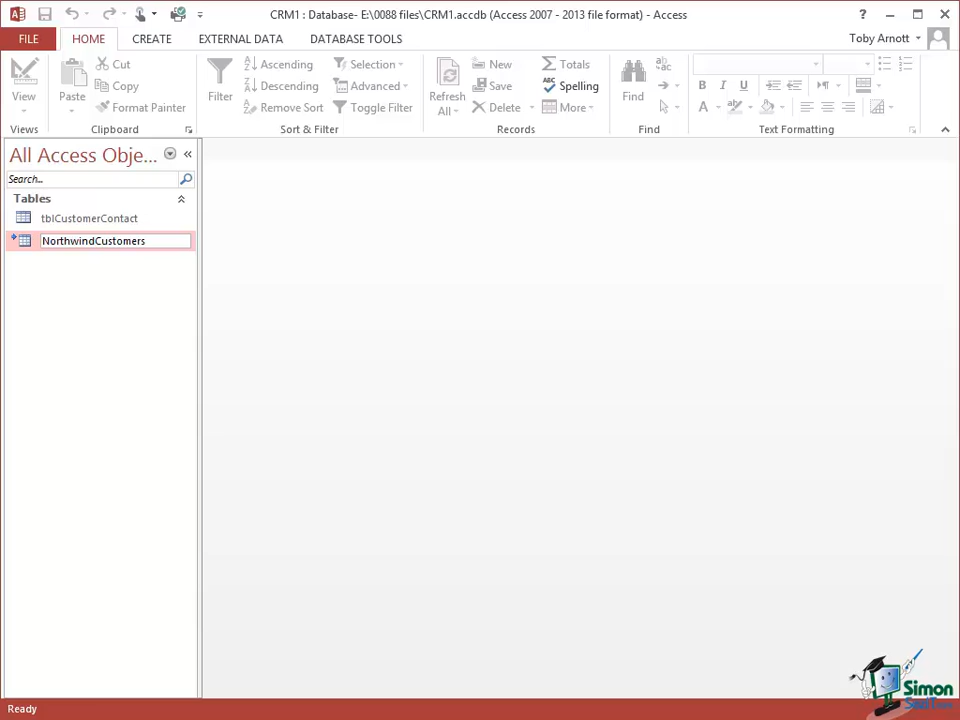 CRM1 : Database- E:\0088 files\CRM1.accdb (Access 2007 - 2013 file format) - Access
?
FILE HOME CREATE EXTERNAL DATA DATABASE TOOLS Toby Arnott
View
Views
Paste
Cut
Copy
Format Painter
Clipboard
Filter
Ascending
Descending
Remove Sort
Selection
Advanced
Toggle Filter
Sort & Filter
Refresh
All
New
Save
Delete
Totals
Spelling
More
Records
Find
Find
B I U
A
Text Formatting
All Access Obje...
Search...
Tables
tblCustomerContact
NorthwindCustomers
Simon
Ready